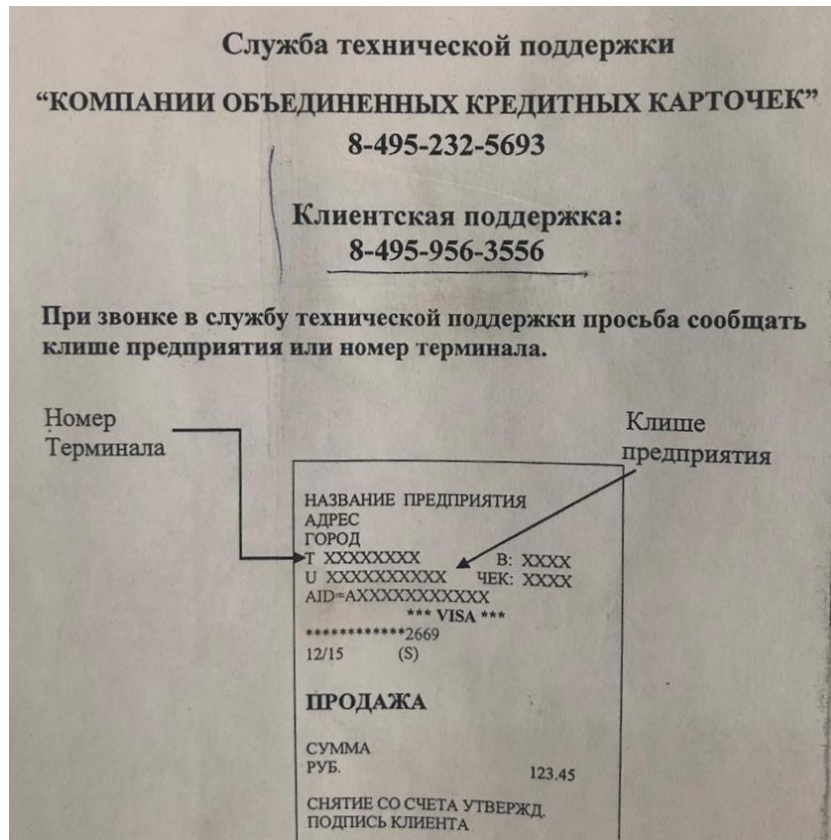 Служба технической поддержки
“КОМПАНИИ ОБЪЕДИНЕННЫХ КРЕДИТНЫХ КАРТОЧЕК”
8-495-232-5693
Клиентская поддержка:
8-495-956-3556
При звонке в службу технической поддержки просьба сообщать
клише предприятия или номер терминала.
Номер
Терминала
Клише
предприятия
НАЗВАНИЕ ПРЕДПРИЯТИЯ
АДРЕС
ГОРОД
T XXXXXXXX В: XXXX
U XXXXXXXXXX ЧЕК: XXXX
AID=AXXXXXXXXXXXX
*** VISA ***
************2669
12/15 (S)
ПРОДАЖА
СУММА
РУБ. 123.45
СНЯТИЕ СО СЧЕТА УТВЕРЖД.
ПОДПИСЬ КЛИЕНТА